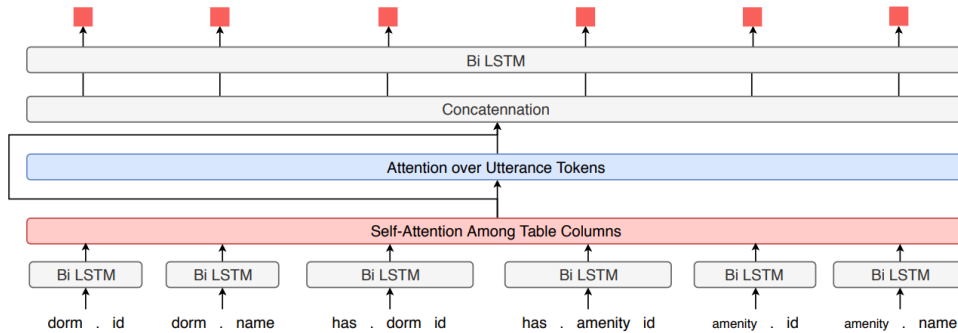 Bi LSTM
Concatennation
Attention over Utterance Tokens
Self-Attention Among Table Columns
Bi LSTM Bi LSTM Bi LSTM Bi LSTM Bi LSTM Bi LSTM
dorm . id dorm . name has . dorm id has . amenity id amenity . id amenity . name